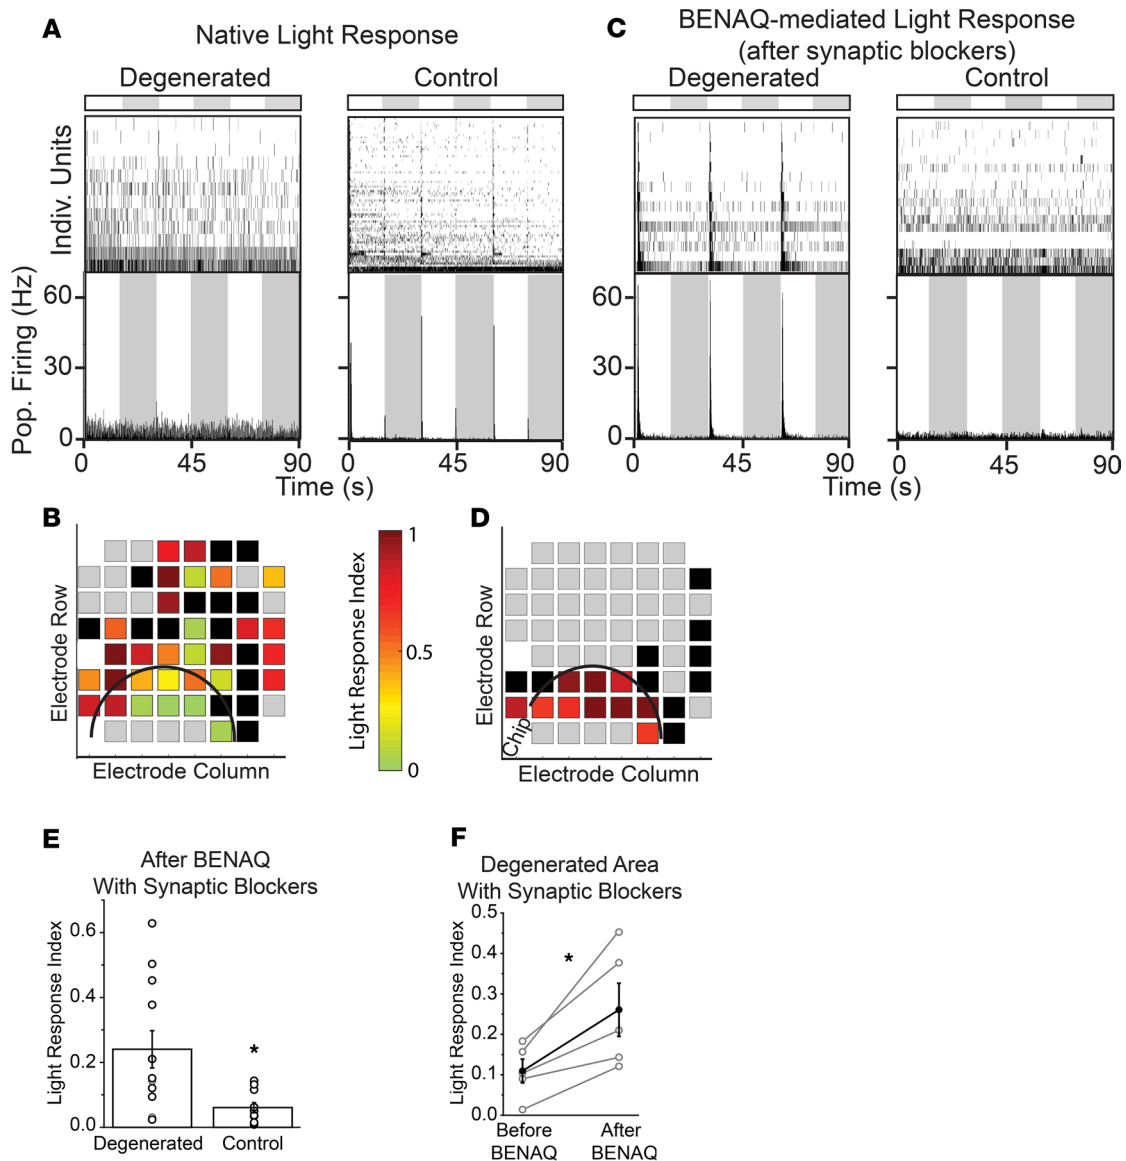 A
Native Light Response
Degenerated
Control
Indiv. Units
Pop. Firing (Hz)
60
30
0
0
45
90
0
45
90
Time (s)
C
BENAQ-mediated Light Response
(after synaptic blockers)
Degenerated
Control
60
30
0
0
45
90
0
45
90
Time (s)
B
Electrode Row
Electrode Column
Light Response Index
1
0.5
0
D
Electrode Row
Chip
Electrode Column
E
After BENAQ
With Synaptic Blockers
Light Response Index
0.6
0.4
0.2
0.0
*
Degenerated
Control
F
Degenerated Area
With Synaptic Blockers
Light Response Index
0.5
0.4
0.3
0.2
0.1
0.0
*
Before
BENAQ
After
BENAQ